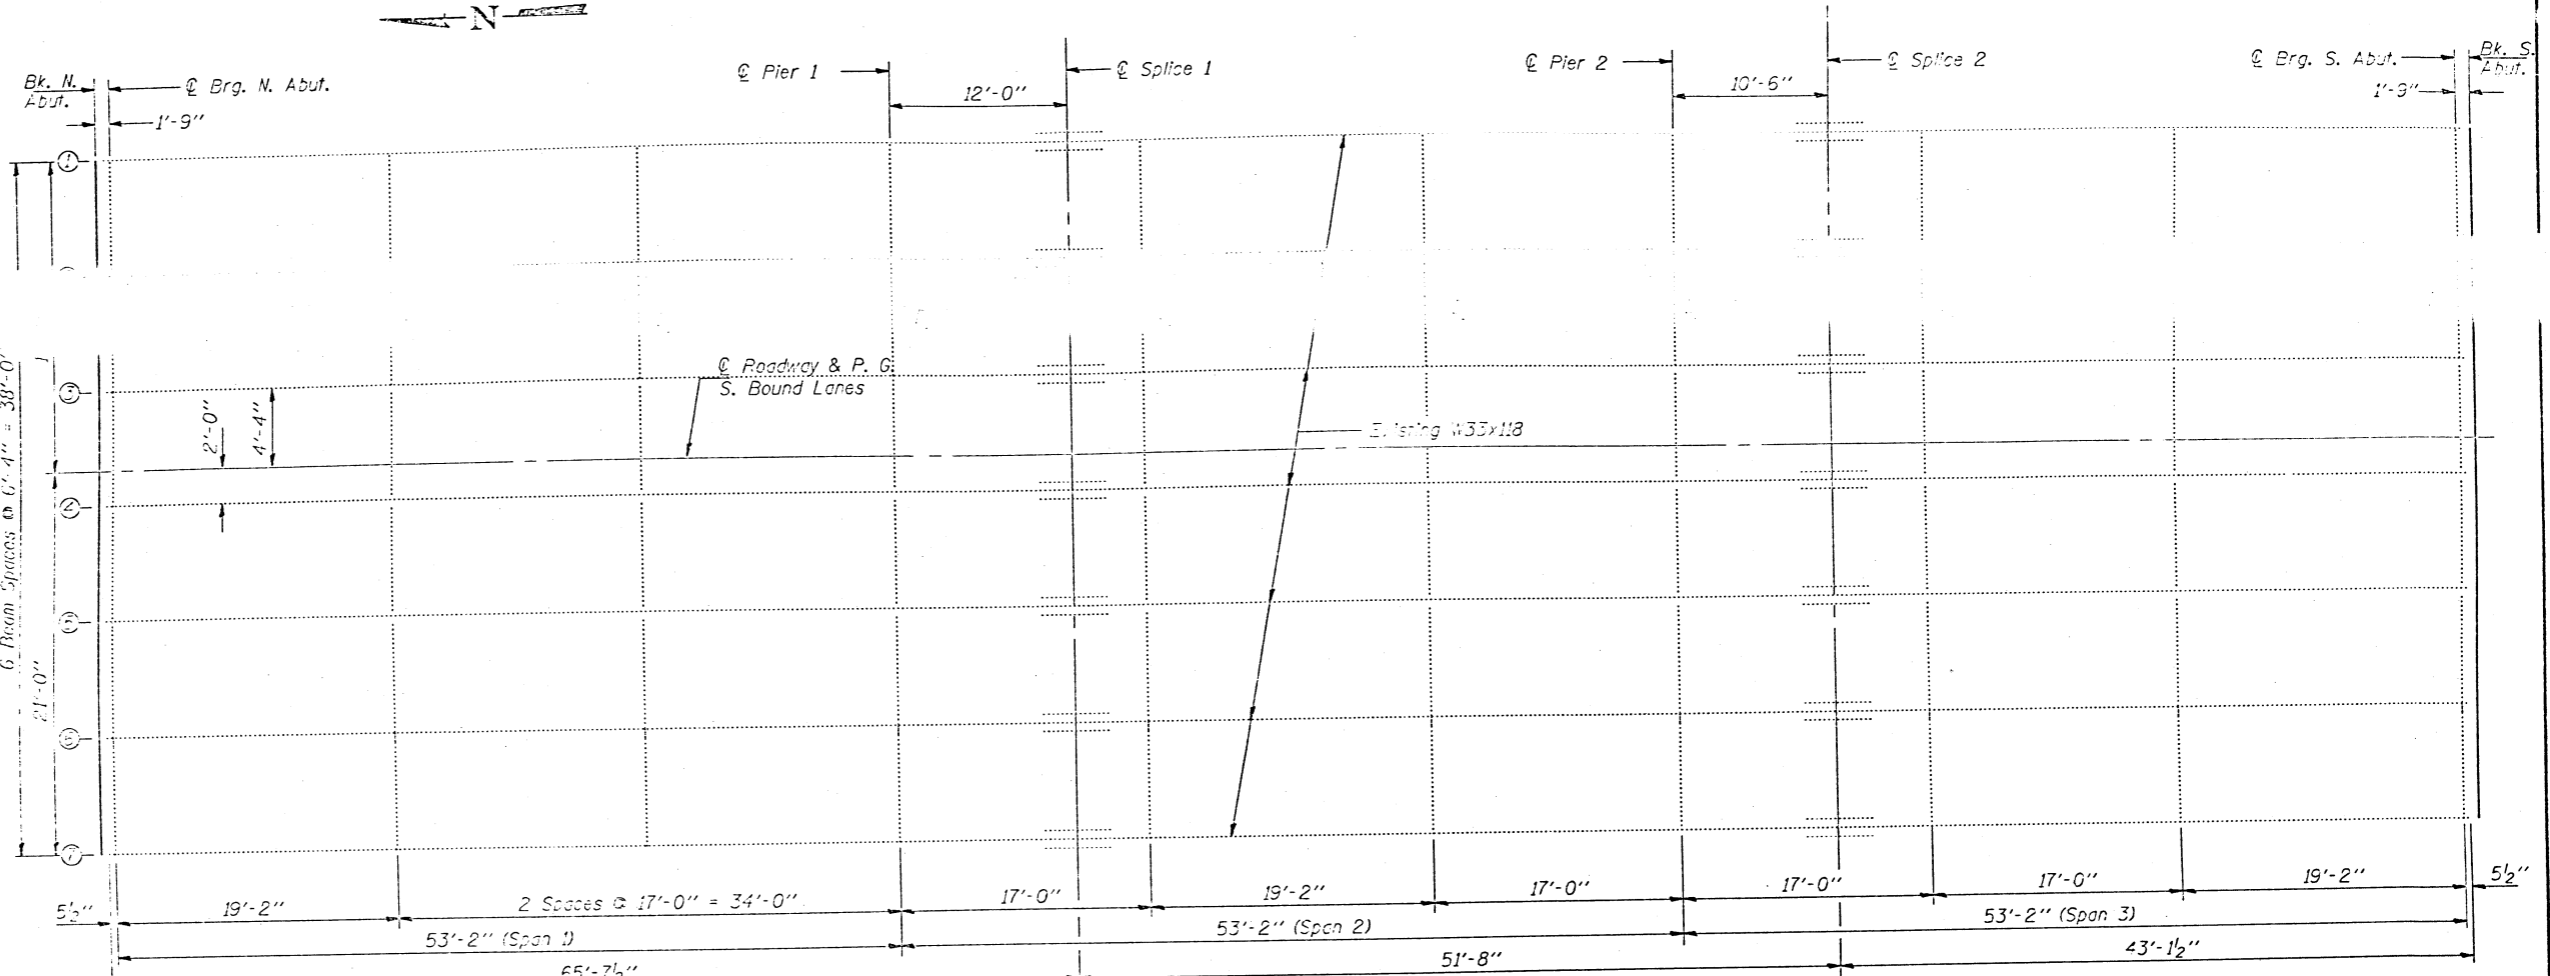 N
Bk. N.
Abut.
℄ Brg. N. Abut.
1'-9"
℄ Pier 1
12'-0"
℄ Splice 1
℄ Pier 2
10'-6"
℄ Splice 2
℄ Brg. S. Abut.
Bk. S.
Abut.
1'-9"
1
3
4
5
6
7
6 Beam Spaces @ 6'-4" = 38'-0"
21'-0"
2'-0"
4'-4"
℄ Roadway & P. G.
S. Bound Lanes
Existing W33x118
5½"
19'-2"
2 Spaces @ 17'-0" = 34'-0"
17'-0"
19'-2"
17'-0"
17'-0"
17'-0"
19'-2"
5½"
53'-2" (Span 1)
53'-2" (Span 2)
53'-2" (Span 3)
65'-7½"
51'-8"
43'-1½"